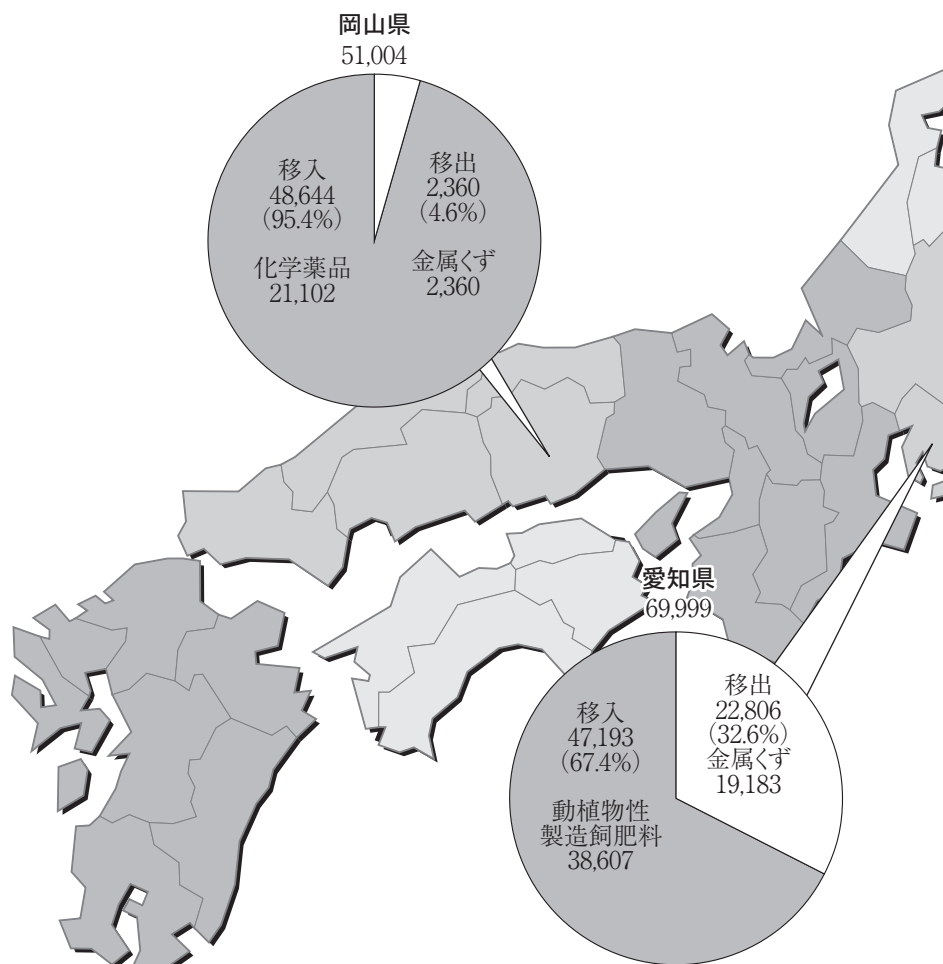 岡山県
51,004
移入
48,644
(95.4%)
化学薬品
21,102
移出
2,360
(4.6%)
金属くず
2,360
愛知県
69,999
移入
47,193
(67.4%)
動植物性
製造飼肥料
38,607
移出
22,806
(32.6%)
金属くず
19,183